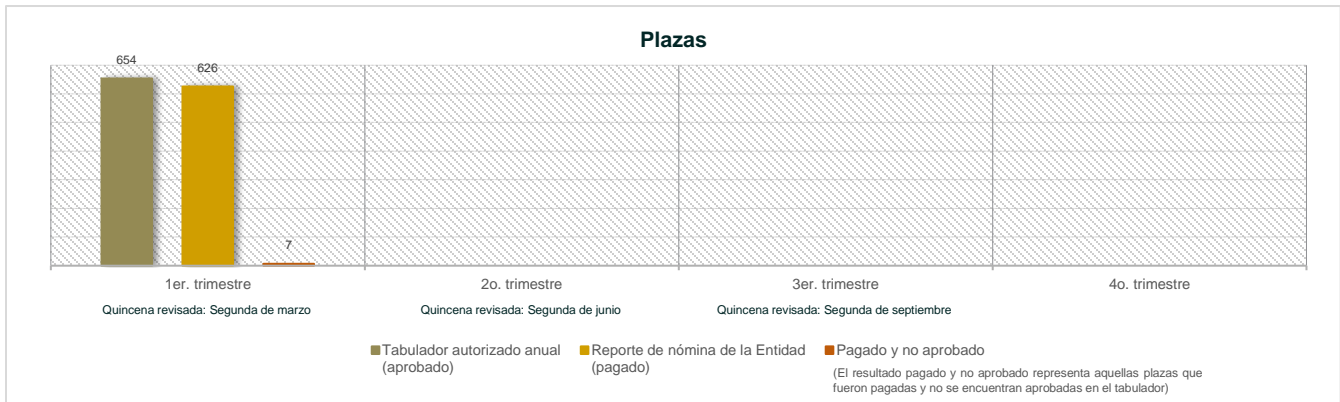 Plazas
654
626
7
1er. trimestre
2o. trimestre
3er. trimestre
4o. trimestre
Quincena revisada: Segunda de marzo
Quincena revisada: Segunda de junio
Quincena revisada: Segunda de septiembre
Tabulador autorizado anual
(aprobado)
Reporte de nómina de la Entidad
(pagado)
Pagado y no aprobado
(El resultado pagado y no aprobado representa aquellas plazas que
fueron pagadas y no se encuentran aprobadas en el tabulador)